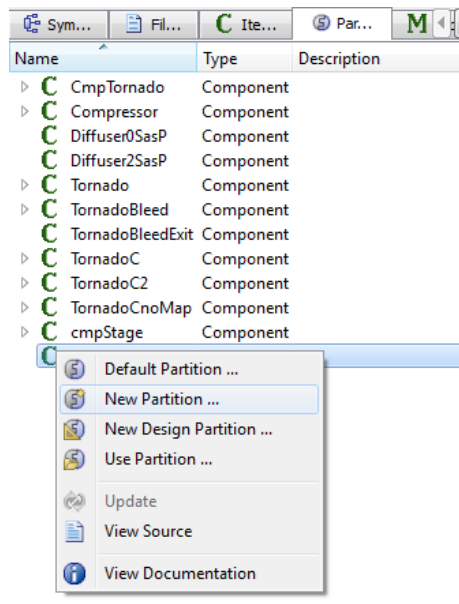 Sym... Fil... C Ite... Par... M
Name Type Description
C CmpTornado Component
C Compressor Component
C Diffuser0SasP Component
C Diffuser2SasP Component
C Tornado Component
C TornadoBleed Component
C TornadoBleedExit Component
C TornadoC Component
C TornadoC2 Component
C TornadoCnoMap Component
C cmpStage Component
C
Default Partition ...
New Partition ...
New Design Partition ...
Use Partition ...
Update
View Source
View Documentation